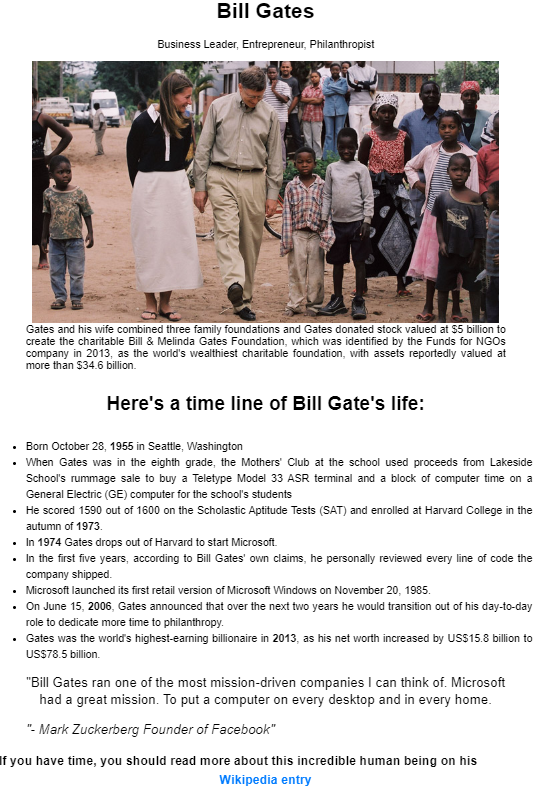 Bill Gates
Business Leader, Entrepreneur, Philanthropist
Gates and his wife combined three family foundations and Gates donated stock valued at $5 billion to
create the charitable Bill & Melinda Gates Foundation, which was identified by the Funds for NGOs
company in 2013, as the world's wealthiest charitable foundation, with assets reportedly valued at
more than $34.6 billion.
Here's a time line of Bill Gate's life:
• Born October 28, 1955 in Seattle, Washington
• When Gates was in the eighth grade, the Mothers' Club at the school used proceeds from Lakeside
School's rummage sale to buy a Teletype Model 33 ASR terminal and a block of computer time on a
General Electric (GE) computer for the school's students
• He scored 1590 out of 1600 on the Scholastic Aptitude Tests (SAT) and enrolled at Harvard College in the
autumn of 1973.
• In 1974 Gates drops out of Harvard to start Microsoft.
• In the first five years, according to Bill Gates' own claims, he personally reviewed every line of code the
company shipped.
• Microsoft launched its first retail version of Microsoft Windows on November 20, 1985.
• On June 15, 2006, Gates announced that over the next two years he would transition out of his day-to-day
role to dedicate more time to philanthropy.
• Gates was the world's highest-earning billionaire in 2013, as his net worth increased by US$15.8 billion to
US$78.5 billion.
"Bill Gates ran one of the most mission-driven companies I can think of. Microsoft
had a great mission. To put a computer on every desktop and in every home.
"- Mark Zuckerberg Founder of Facebook"
If you have time, you should read more about this incredible human being on his
Wikipedia entry